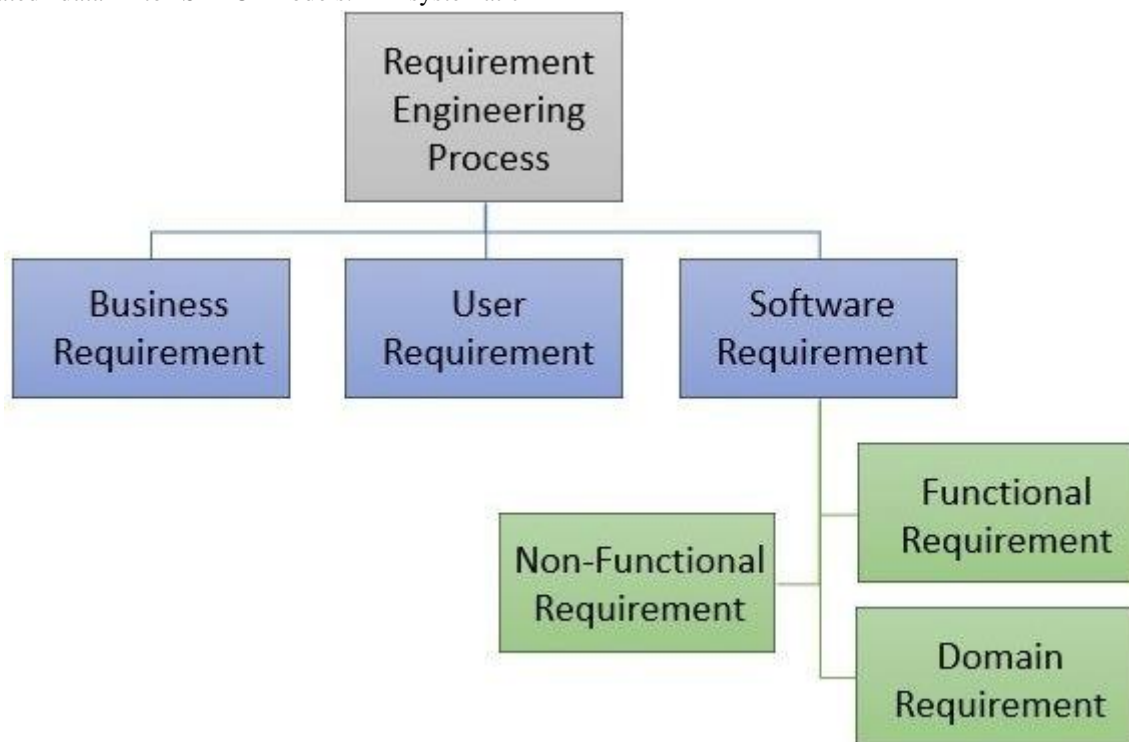 Requirement
Engineering
Process
Business
Requirement
User
Requirement
Software
Requirement
Functional
Requirement
Non-Functional
Requirement
Domain
Requirement